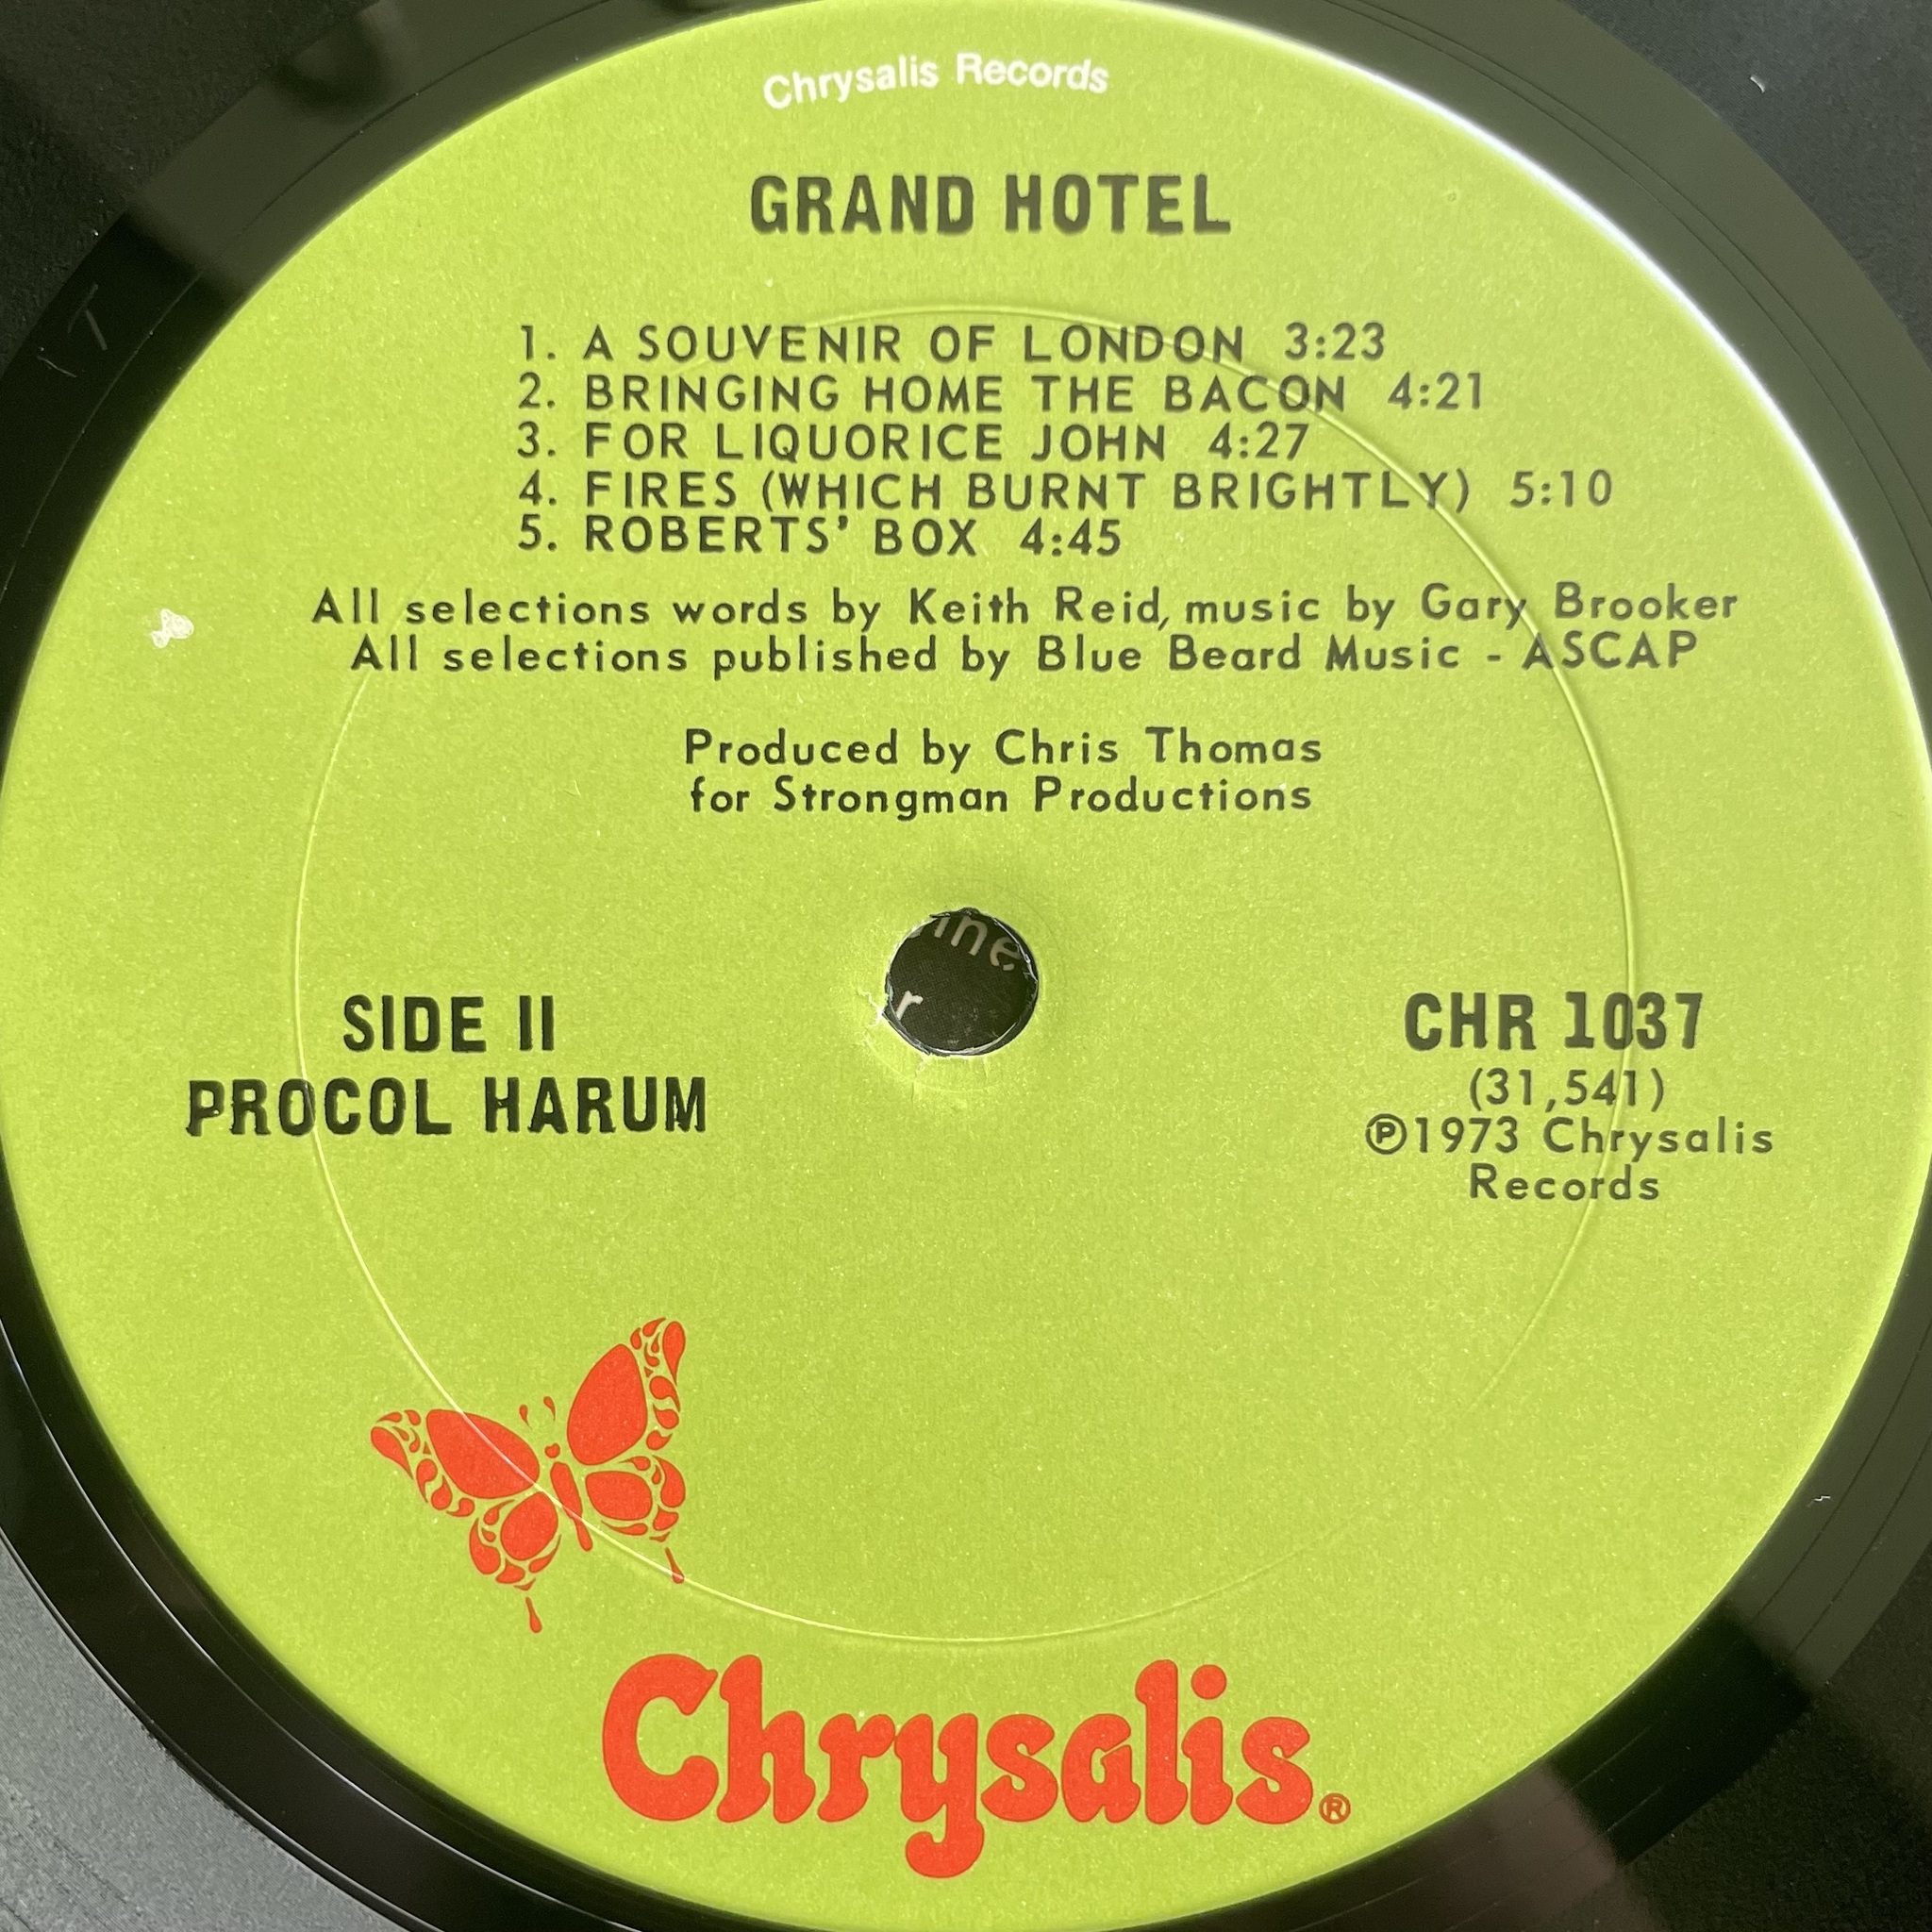 Chrysalis Records
GRAND HOTEL
1. A SOUVENIR OF LONDON 3:23
2. BRINGING HOME THE BACON 4:21
3. FOR LIQUORICE JOHN 4:27
4. FIRES (WHICH BURNT BRIGHTLY) 5:10
5. ROBERTS' BOX 4:45
All selections words by Keith Reid, music by Gary Brooker
All selections published by Blue Beard Music - ASCAP
Produced by Chris Thomas
for Strongman Productions
SIDE II
PROCOL HARUM
CHR 1037
(31,541)
℗1973 Chrysalis
Records
Chrysalis®